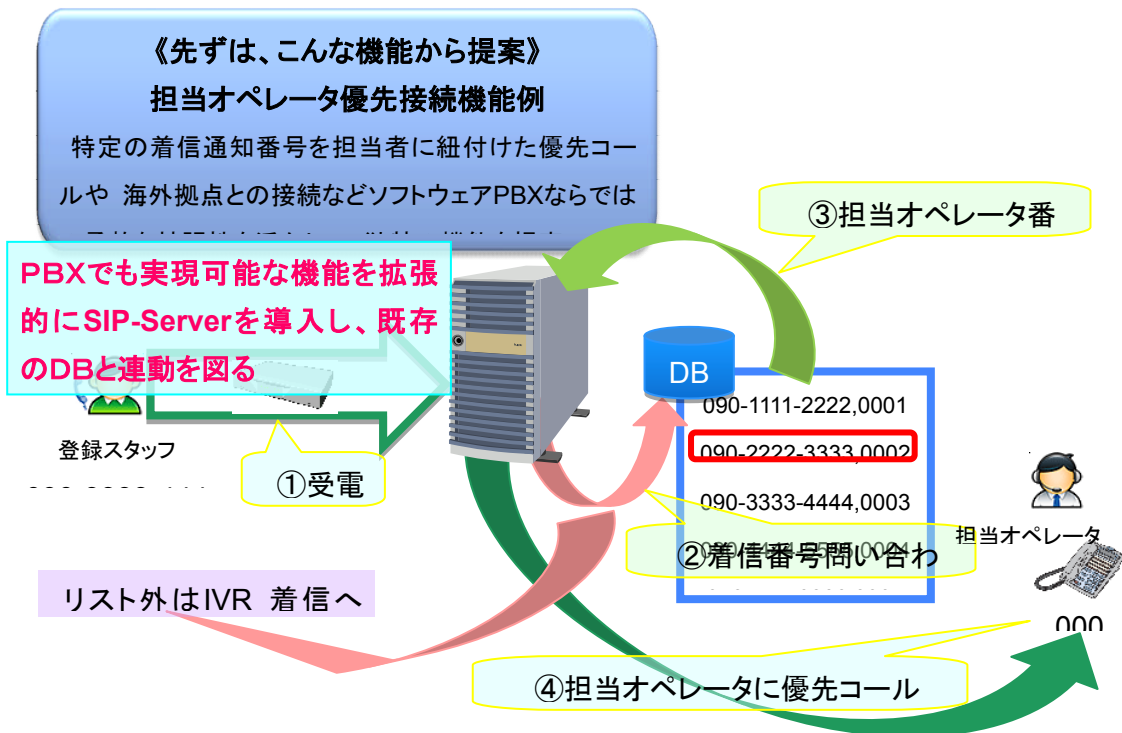 《先ずは、こんな機能から提案》
担当オペレータ優先接続機能例
特定の着信通知番号を担当者に紐付けた優先コー
ルや 海外拠点との接続などソフトウェアPBXならでは
PBXでも実現可能な機能を拡張
的にSIP-Serverを導入し、既存
のDBと連動を図る
③担当オペレータ番
DB
090-1111-2222,0001
090-2222-3333,0002
090-3333-4444,0003
登録スタッフ
①受電
②着信番号問い合わ
担当オペレータ
000
リスト外はIVR 着信へ
④担当オペレータに優先コール